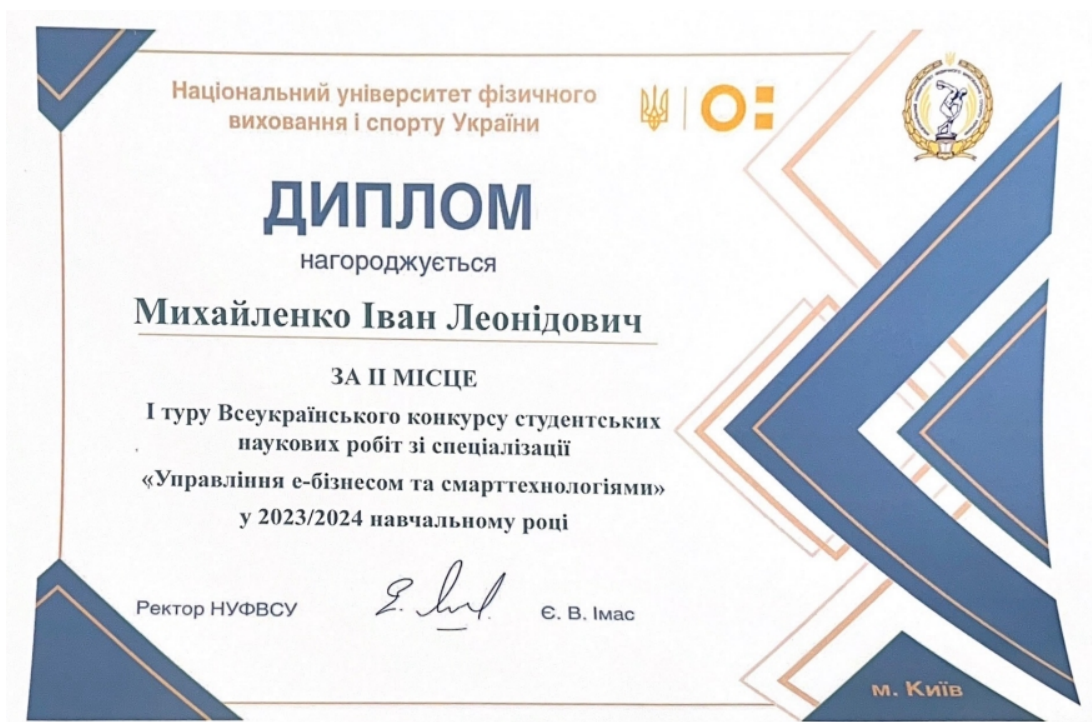 Національний університет фізичного
виховання і спорту України
ДИПЛОМ
нагороджується
Михайленко Іван Леонідович
ЗА ІІ МІСЦЕ
І туру Всеукраїнського конкурсу студентських
наукових робіт зі спеціалізації
«Управління е-бізнесом та смарттехнологіями»
у 2023/2024 навчальному році
Ректор НУФВСУ
Є. В. Імас
м. Київ